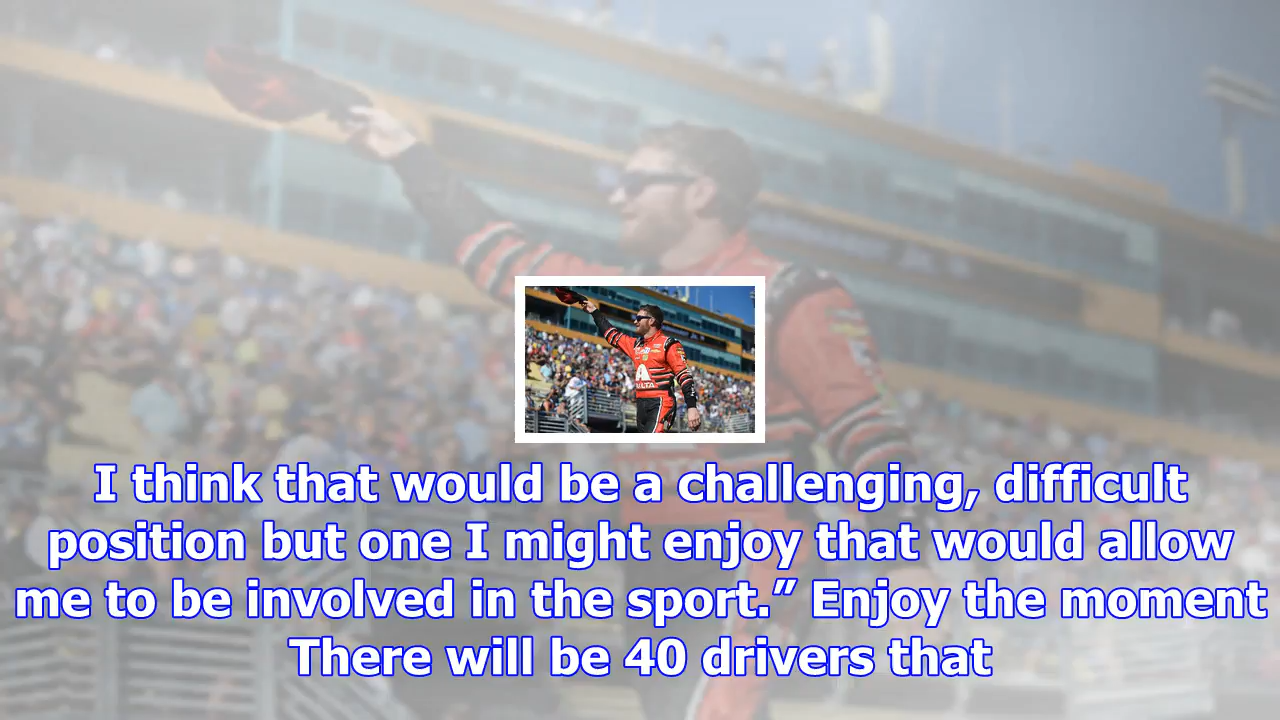 I think that would be a challenging, difficult
position but one I might enjoy that would allow
me to be involved in the sport.” Enjoy the moment
There will be 40 drivers that